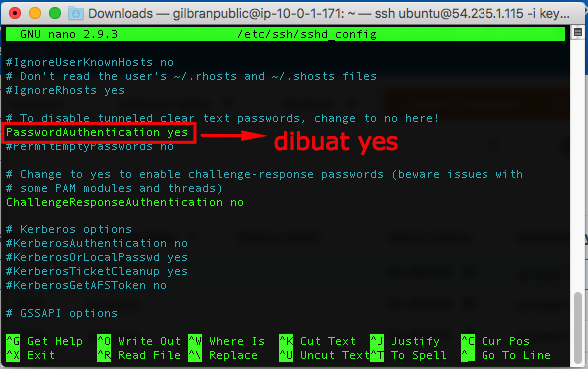 Downloads — gilbranpublic@ip-10-0-1-171: ~ — ssh ubuntu@54.235.1.115 -i key...
GNU nano 2.9.3 /etc/ssh/sshd_config
#IgnoreUserKnownHosts no
# Don't read the user's ~/.rhosts and ~/.shosts files
#IgnoreRhosts yes
# To disable tunneled clear text passwords, change to no here!
PasswordAuthentication yes
dibuat yes
#PermitEmptyPasswords no
# Change to yes to enable challenge-response passwords (beware issues with
# some PAM modules and threads)
ChallengeResponseAuthentication no
# Kerberos options
#KerberosAuthentication no
#KerberosOrLocalPasswd yes
#KerberosTicketCleanup yes
#KerberosGetAFSToken no
# GSSAPI options
^G Get Help ^O Write Out ^W Where Is ^K Cut Text ^J Justify ^C Cur Pos
^X Exit ^R Read File ^\ Replace ^U Uncut Text ^T To Spell ^_ Go To Line